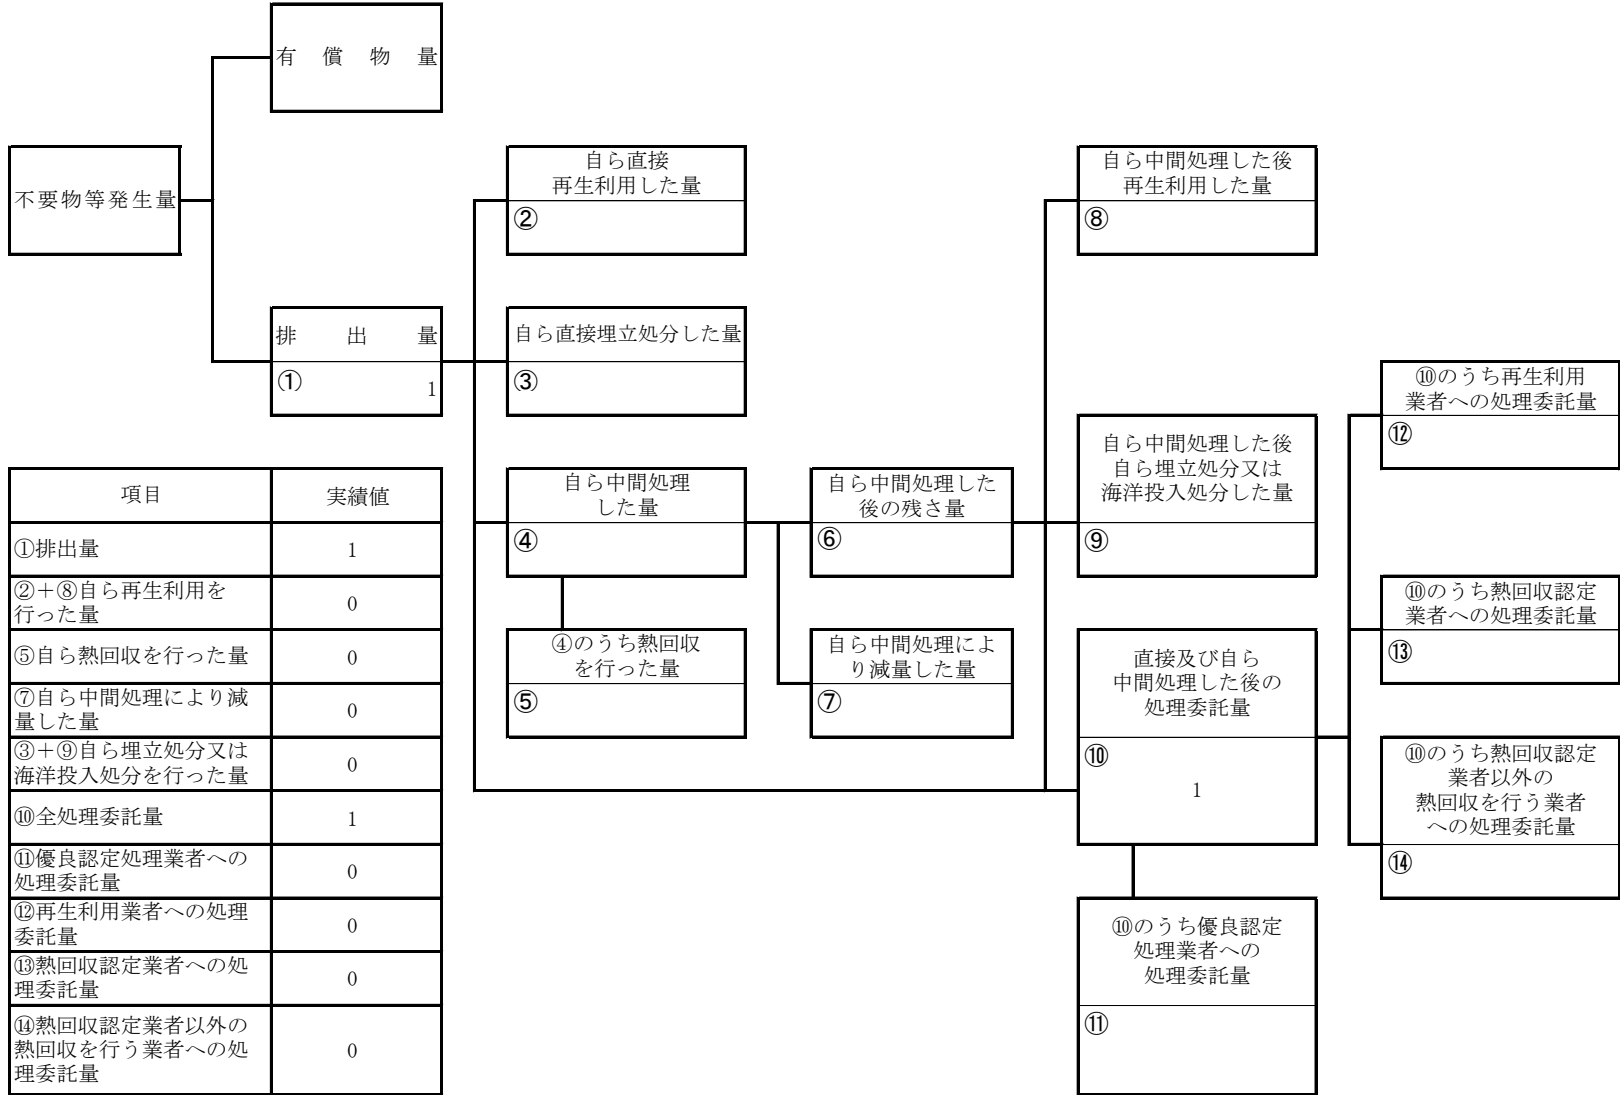 有償物量
不要物等発生量
排出量
①
1
自ら直接
再生利用した量
②
自ら直接埋立処分した量
③
自ら中間処理
した量
④
④のうち熱回収
を行った量
⑤
自ら中間処理した
後の残さ量
⑥
自ら中間処理によ
り減量した量
⑦
自ら中間処理した後
再生利用した量
⑧
自ら中間処理した後
自ら埋立処分又は
海洋投入処分した量
⑨
直接及び自ら
中間処理した後の
処理委託量
⑩
1
⑩のうち優良認定
処理業者への
処理委託量
⑪
⑩のうち再生利用
業者への処理委託量
⑫
⑩のうち熱回収認定
業者への処理委託量
⑬
⑩のうち熱回収認定
業者以外の
熱回収を行う業者
への処理委託量
⑭
項目 実績値
①排出量 1
②＋⑧自ら再生利用を
行った量 0
⑤自ら熱回収を行った量 0
⑦自ら中間処理により減
量した量 0
③＋⑨自ら埋立処分又は
海洋投入処分を行った量 0
⑩全処理委託量 1
⑪優良認定処理業者への
処理委託量 0
⑫再生利用業者への処理
委託量 0
⑬熱回収認定業者への処
理委託量 0
⑭熱回収認定業者以外の
熱回収を行う業者への処 0
理委託量